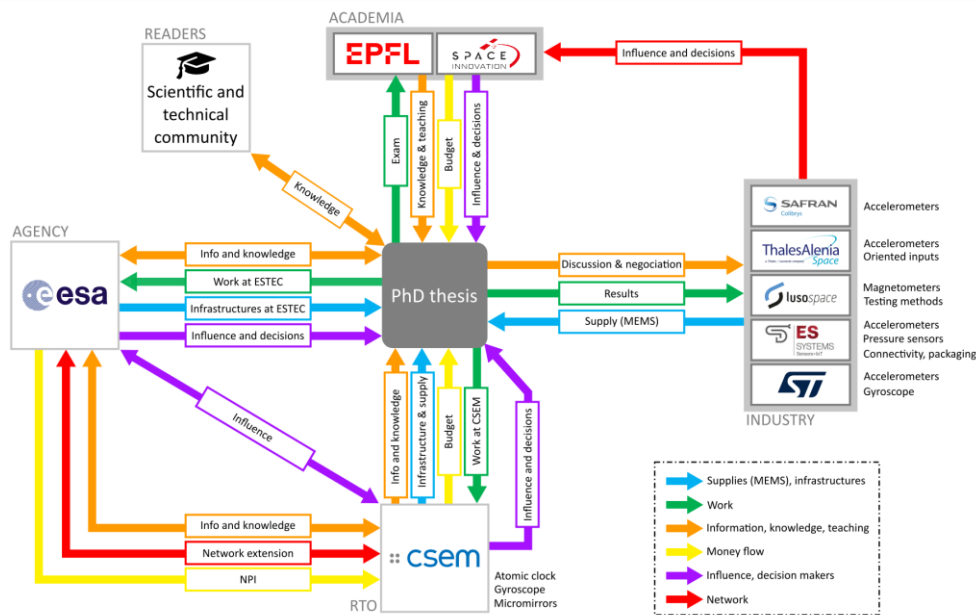 ACADEMIA
READERS
EPFL
SPACE
INNOVATION
Influence and decisions
Scientific and
technical
community
Exam
Knowledge & teaching
Budget
Influence & decisions
Knowledge
SAFRAN
Colibrys
Accelerometers
AGENCY
esa
Info and knowledge
Work at ESTEC
Infrastructures at ESTEC
Influence and decisions
PhD thesis
Discussion & negociation
Results
Supply (MEMS)
ThalesAlenia
Space
Accelerometers
Oriented inputs
lusospace
Magnetometers
Testing methods
ES
SYSTEMS
Sensors•IoT
Accelerometers
Pressure sensors
Connectivity, packaging
ST
Accelerometers
Gyroscope
INDUSTRY
Influence
Info and knowledge
Infrastructure & supply
Budget
Work at CSEM
Influence and decisions
Info and knowledge
Network extension
NPI
csem
RTO
Atomic clock
Gyroscope
Micromirrors
Supplies (MEMS), infrastructures
Work
Information, knowledge, teaching
Money flow
Influence, decision makers
Network